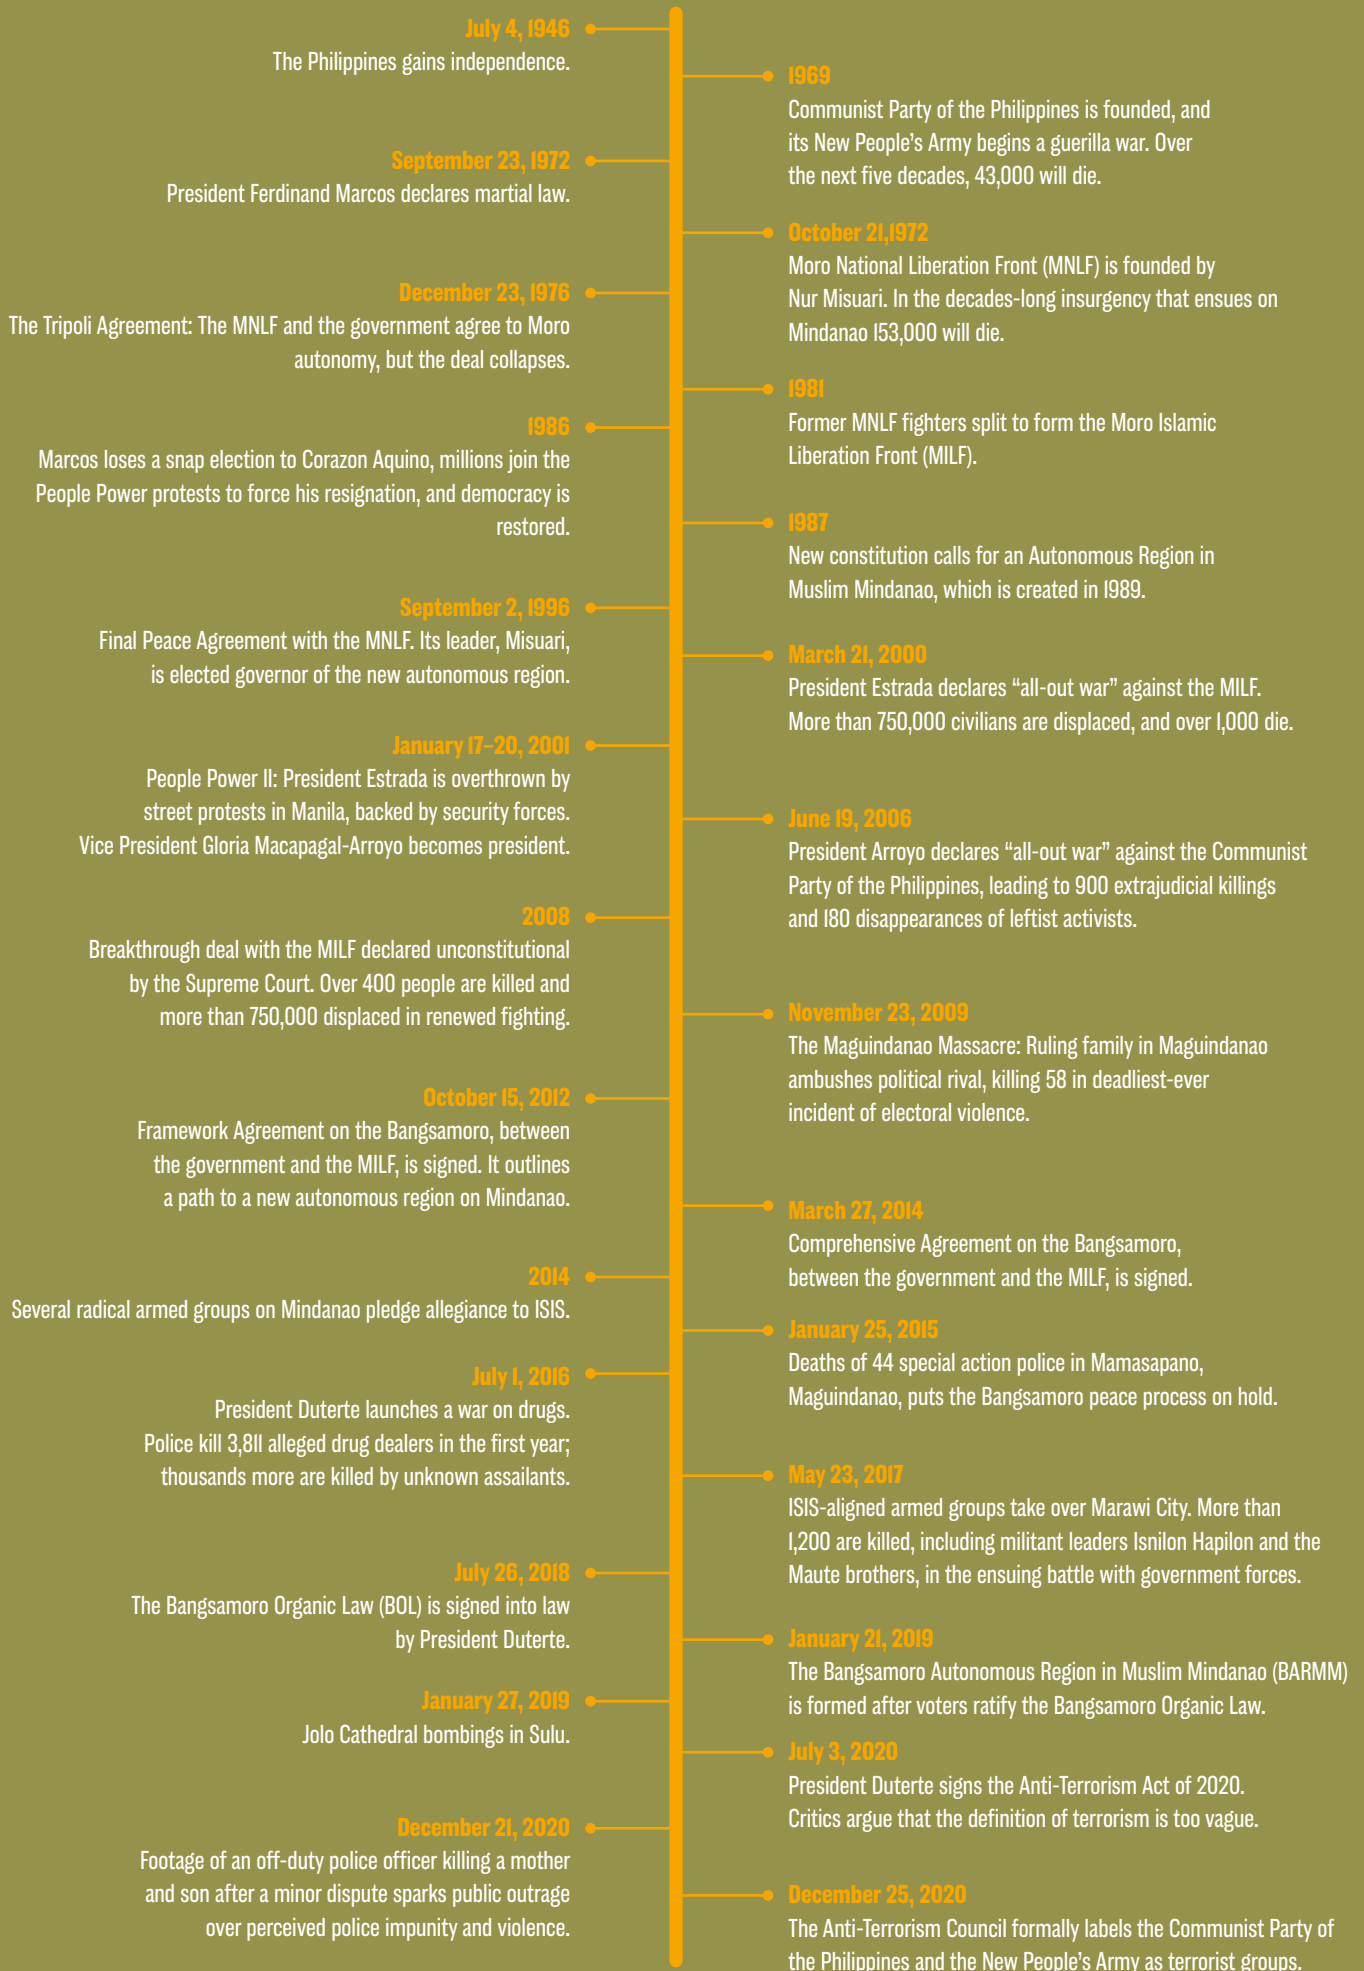 July 4, 1946
The Philippines gains independence.
1969
Communist Party of the Philippines is founded, and
its New People's Army begins a guerilla war. Over
the next five decades, 43,000 will die.
September 23, 1972
President Ferdinand Marcos declares martial law.
October 21,1972
Moro National Liberation Front (MNLF) is founded by
Nur Misuari. In the decades-long insurgency that ensues on
Mindanao 153,000 will die.
December 23, 1976
The Tripoli Agreement: The MNLF and the government agree to Moro
autonomy, but the deal collapses.
1981
Former MNLF fighters split to form the Moro Islamic
Liberation Front (MILF).
1986
Marcos loses a snap election to Corazon Aquino, millions join the
People Power protests to force his resignation, and democracy is
restored.
1987
New constitution calls for an Autonomous Region in
Muslim Mindanao, which is created in 1989.
September 2, 1996
Final Peace Agreement with the MNLF. Its leader, Misuari,
is elected governor of the new autonomous region.
March 21, 2000
President Estrada declares “all-out war” against the MILF.
More than 750,000 civilians are displaced, and over 1,000 die.
January 17–20, 2001
People Power II: President Estrada is overthrown by
street protests in Manila, backed by security forces.
Vice President Gloria Macapagal-Arroyo becomes president.
June 19, 2006
President Arroyo declares “all-out war” against the Communist
Party of the Philippines, leading to 900 extrajudicial killings
and 180 disappearances of leftist activists.
2008
Breakthrough deal with the MILF declared unconstitutional
by the Supreme Court. Over 400 people are killed and
more than 750,000 displaced in renewed fighting.
November 23, 2009
The Maguindanao Massacre: Ruling family in Maguindanao
ambushes political rival, killing 58 in deadliest-ever
incident of electoral violence.
October 15, 2012
Framework Agreement on the Bangsamoro, between
the government and the MILF, is signed. It outlines
a path to a new autonomous region on Mindanao.
March 27, 2014
Comprehensive Agreement on the Bangsamoro,
between the government and the MILF, is signed.
2014
Several radical armed groups on Mindanao pledge allegiance to ISIS.
January 25, 2015
Deaths of 44 special action police in Mamasapano,
Maguindanao, puts the Bangsamoro peace process on hold.
July 1, 2016
President Duterte launches a war on drugs.
Police kill 3,811 alleged drug dealers in the first year;
thousands more are killed by unknown assailants.
May 23, 2017
ISIS-aligned armed groups take over Marawi City. More than
1,200 are killed, including militant leaders Isnilon Hapilon and the
Maute brothers, in the ensuing battle with government forces.
July 26, 2018
The Bangsamoro Organic Law (BOL) is signed into law
by President Duterte.
January 21, 2019
The Bangsamoro Autonomous Region in Muslim Mindanao (BARMM)
is formed after voters ratify the Bangsamoro Organic Law.
January 27, 2019
Jolo Cathedral bombings in Sulu.
July 3, 2020
President Duterte signs the Anti-Terrorism Act of 2020.
Critics argue that the definition of terrorism is too vague.
December 21, 2020
Footage of an off-duty police officer killing a mother
and son after a minor dispute sparks public outrage
over perceived police impunity and violence.
December 25, 2020
The Anti-Terrorism Council formally labels the Communist Party of
the Philippines and the New People's Army as terrorist groups.